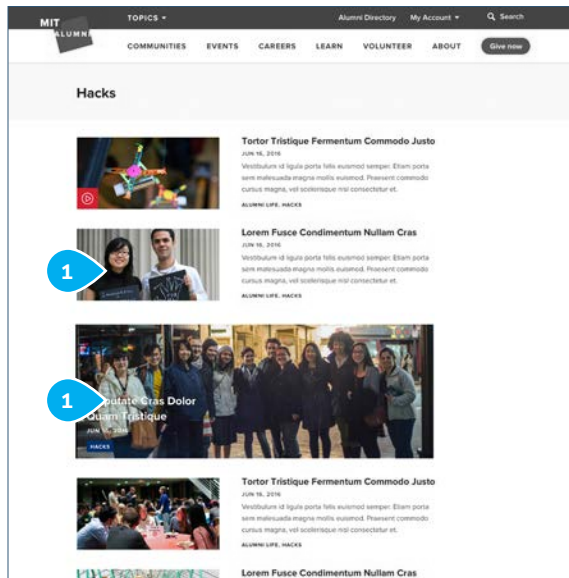 MIT
ALUMNI
TOPICS
Alumni Directory My Account Search
COMMUNITIES EVENTS CAREERS LEARN VOLUNTEER ABOUT Give now
Hacks
Tortor Tristique Fermentum Commodo Justo
JUN 16, 2016
Vestibulum id ligula porta felis euismod semper. Etiam porta
sem malesuada magna mollis euismod. Praesent commodo
cursus magna, vel scelerisque nisl consectetur et.
ALUMNI LIFE, HACKS
Lorem Fusce Condimentum Nullam Cras
JUN 16, 2016
Vestibulum id ligula porta felis euismod semper. Etiam porta
sem malesuada magna mollis euismod. Praesent commodo
cursus magna, vel scelerisque nisl consectetur et.
ALUMNI LIFE, HACKS
1
1
Cras Dolor
Quam Tristique
JUN 16, 2016
HACKS
Tortor Tristique Fermentum Commodo Justo
JUN 16, 2016
Vestibulum id ligula porta felis euismod semper. Etiam porta
sem malesuada magna mollis euismod. Praesent commodo
cursus magna, vel scelerisque nisl consectetur et.
ALUMNI LIFE, HACKS
Lorem Fusce Condimentum Nullam Cras